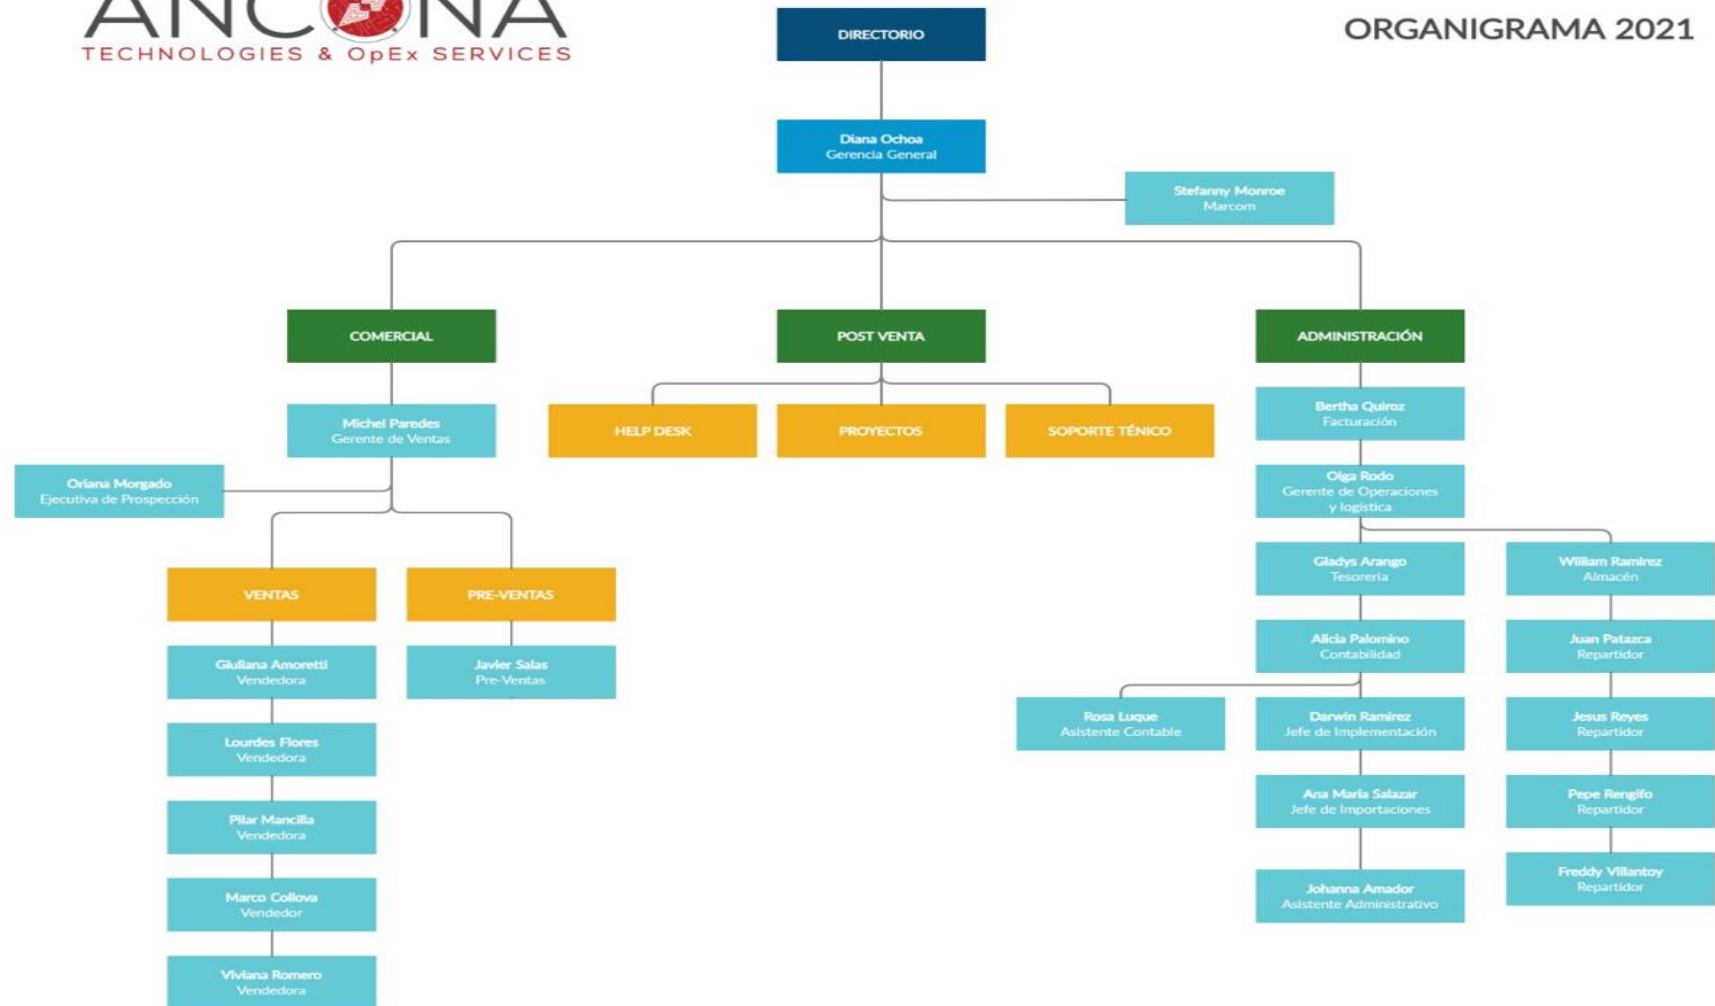 ANCONA
TECHNOLOGIES & OpEx SERVICES
ORGANIGRAMA 2021
DIRECTORIO
Diana Ochoa
Gerencia General
Stefanny Monroe
Marcom
COMERCIAL
POST VENTA
ADMINISTRACIÓN
Michel Paredes
Gerente de Ventas
HELP DESK
PROYECTOS
SOPORTE TÉNICO
Bertha Quiroz
Facturación
Oriana Morgado
Ejecutiva de Prospección
Olga Rodo
Gerente de Operaciones
y logística
VENTAS
PRE-VENTAS
Gladys Arango
Tesorería
William Ramirez
Almacén
Giuliana Amoretti
Vendedora
Javier Salas
Pre-Ventas
Alicia Palomino
Contabilidad
Juan Patazca
Repartidor
Lourdes Flores
Vendedora
Rosa Luque
Asistente Contable
Darwin Ramirez
Jefe de Implementación
Jesus Reyes
Repartidor
Pilar Mancilla
Vendedora
Ana Maria Salazar
Jefe de Importaciones
Pepe Rengifo
Repartidor
Marco Collova
Vendedor
Johanna Amador
Asistente Administrativo
Freddy Villantoy
Repartidor
Viviana Romero
Vendedora